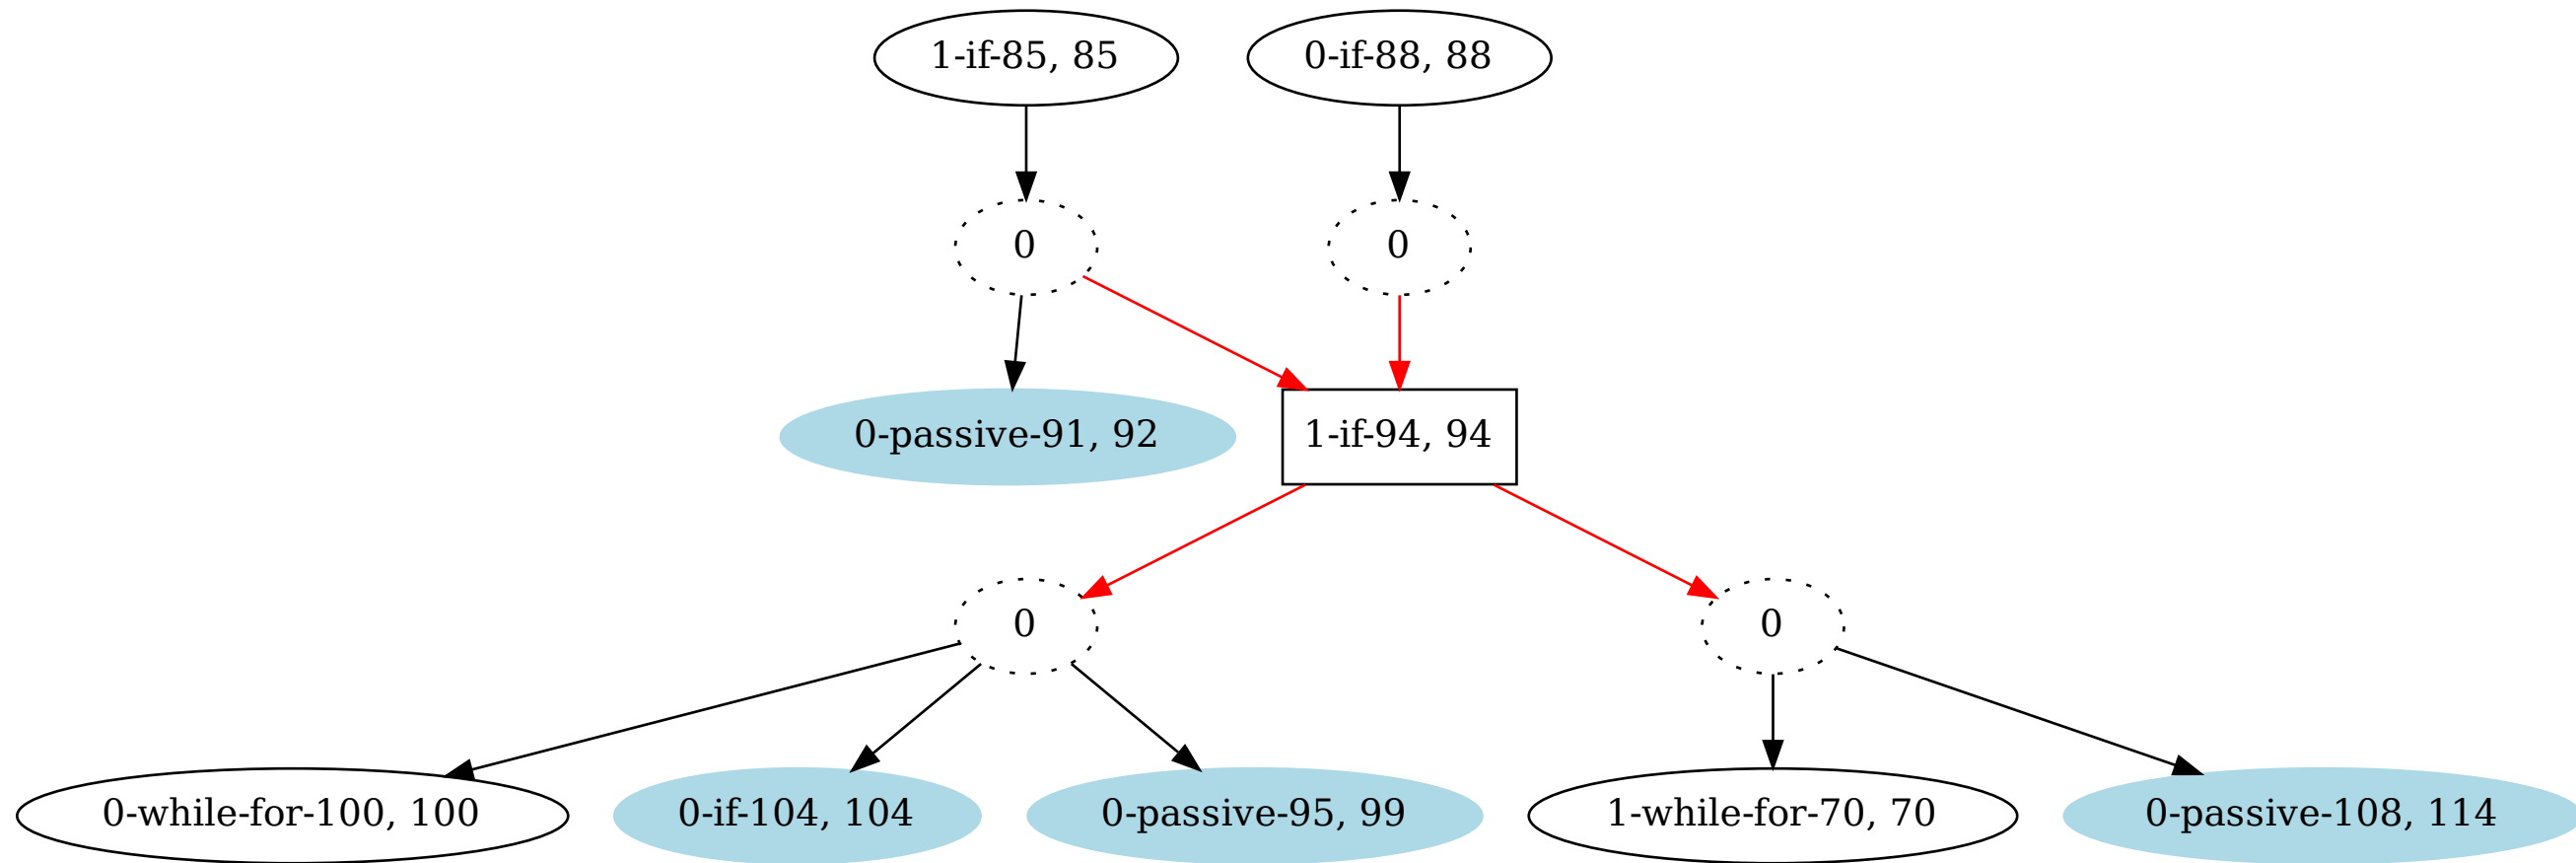 1-if-85, 85
0-if-88, 88
0
0
0-passive-91, 92
1-if-94, 94
0
0
0-while-for-100, 100
0-if-104, 104
0-passive-95, 99
1-while-for-70, 70
0-passive-108, 114